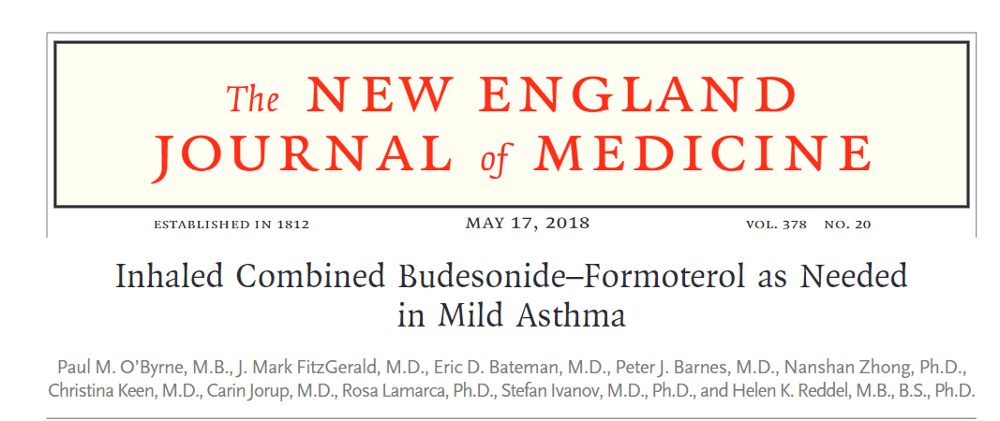 The NEW ENGLAND
JOURNAL of MEDICINE
ESTABLISHED IN 1812 MAY 17, 2018 VOL. 378 NO. 20
Inhaled Combined Budesonide–Formoterol as Needed
in Mild Asthma
Paul M. O’Byrne, M.B., J. Mark FitzGerald, M.D., Eric D. Bateman, M.D., Peter J. Barnes, M.D., Nanshan Zhong, Ph.D.,
Christina Keen, M.D., Carin Jorup, M.D., Rosa Lamarca, Ph.D., Stefan Ivanov, M.D., Ph.D., and Helen K. Reddel, M.B., B.S., Ph.D.